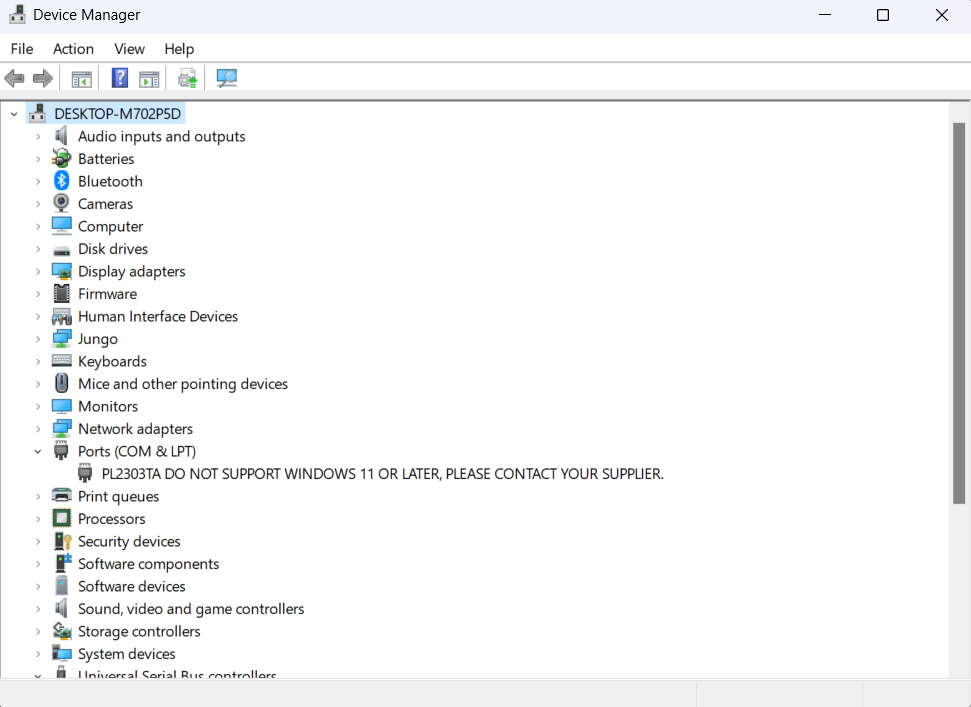 Device Manager
File Action View Help
DESKTOP-M702P5D
Audio inputs and outputs
Batteries
Bluetooth
Cameras
Computer
Disk drives
Display adapters
Firmware
Human Interface Devices
Jungo
Keyboards
Mice and other pointing devices
Monitors
Network adapters
Ports (COM & LPT)
PL2303TA DO NOT SUPPORT WINDOWS 11 OR LATER, PLEASE CONTACT YOUR SUPPLIER.
Print queues
Processors
Security devices
Software components
Software devices
Sound, video and game controllers
Storage controllers
System devices
Universal Serial Bus controllers